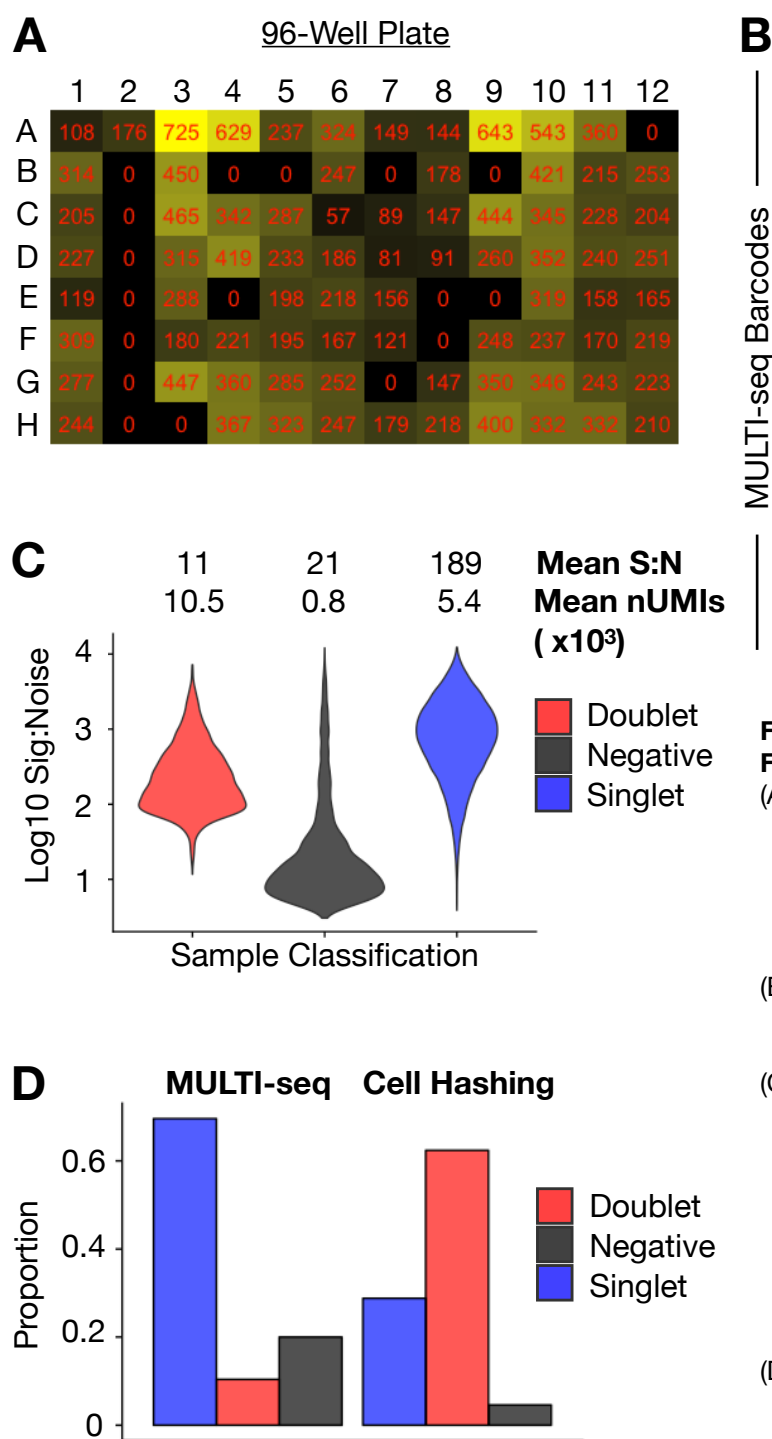 A
96-Well Plate
B
1 2 3 4 5 6 7 8 9 10 11 12
A 108 176 725 629 237 324 149 144 643 543 360 0
B 314 0 450 0 0 247 0 178 0 421 215 253
C 205 0 465 342 287 57 89 147 444 345 228 204
D 227 0 315 419 233 186 81 91 260 352 240 251
E 119 0 288 0 198 218 156 0 0 319 158 165
F 309 0 180 221 195 167 121 0 248 237 170 219
G 277 0 447 360 285 252 0 147 350 346 243 223
H 244 0 0 367 323 247 179 218 400 332 332 210
MULTI-seq Barcodes
C
11 21 189 Mean S:N
10.5 0.8 5.4 Mean nUMIs
( x10³)
Log10 Sig:Noise
4
3
2
1
Doublet
Negative
Singlet
Sample Classification
D
MULTI-seq Cell Hashing
Proportion
0.6
0.4
0.2
0
Doublet
Negative
Singlet